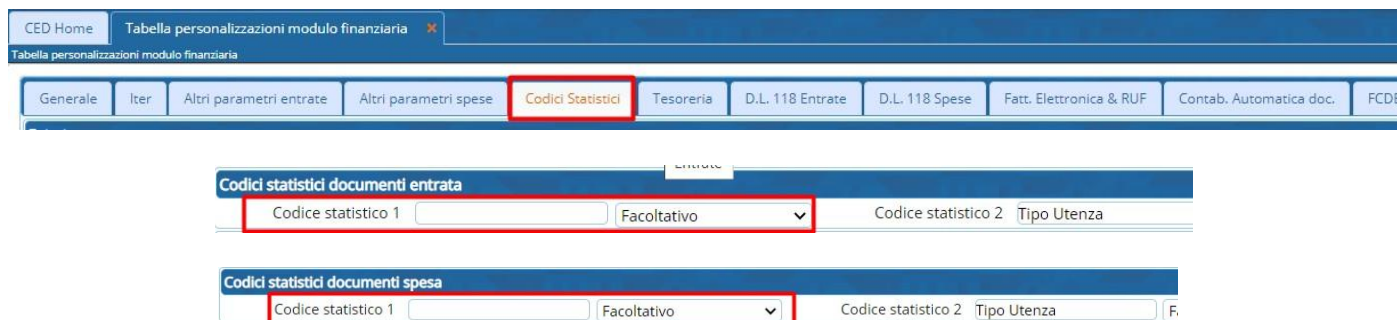 CED Home Tabella personalizzazioni modulo finanziaria ×
Tabella personalizzazioni modulo finanziaria
Generale Iter Altri parametri entrate Altri parametri spese Codici Statistici Tesoreria D.L. 118 Entrate D.L. 118 Spese Fatt. Elettronica & RUF Contab. Automatica doc. FCDE
Entrate
Codici statistici documenti entrata
Codice statistico 1 Facoltativo Codice statistico 2 Tipo Utenza
Codici statistici documenti spesa
Codice statistico 1 Facoltativo Codice statistico 2 Tipo Utenza